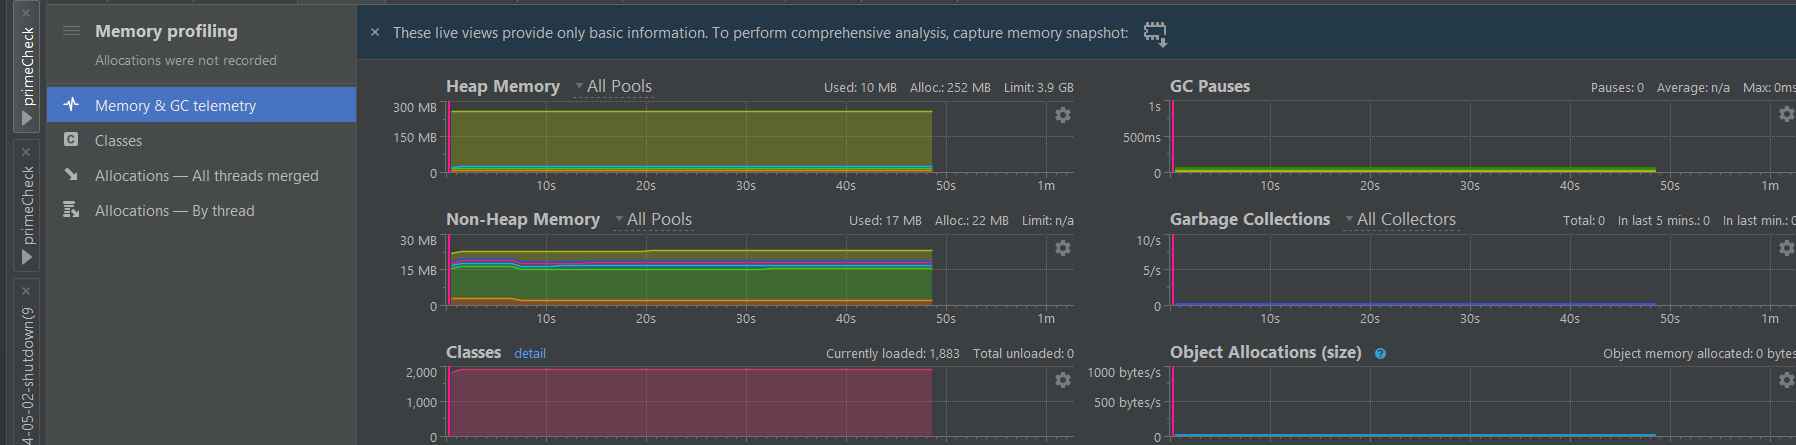 primeCheck
primeCheck
4-05-02-shutdown(9
Memory profiling
Allocations were not recorded
Memory & GC telemetry
C Classes
Allocations — All threads merged
Allocations — By thread
× These live views provide only basic information. To perform comprehensive analysis, capture memory snapshot:
Heap Memory All Pools Used: 10 MB Alloc.: 252 MB Limit: 3.9 GB
300 MB
150 MB
0
10s 20s 30s 40s 50s 1m
GC Pauses Pauses: 0 Average: n/a Max: 0ms
1s
500ms
0
10s 20s 30s 40s 50s 1m
Non-Heap Memory All Pools Used: 17 MB Alloc.: 22 MB Limit: n/a
30 MB
15 MB
0
10s 20s 30s 40s 50s 1m
Garbage Collections All Collectors Total: 0 In last 5 mins.: 0 In last min.: 0
10/s
5/s
0
10s 20s 30s 40s 50s 1m
Classes detail Currently loaded: 1,883 Total unloaded: 0
2,000
1,000
0
Object Allocations (size) ? Object memory allocated: 0 bytes
1000 bytes/s
500 bytes/s
0